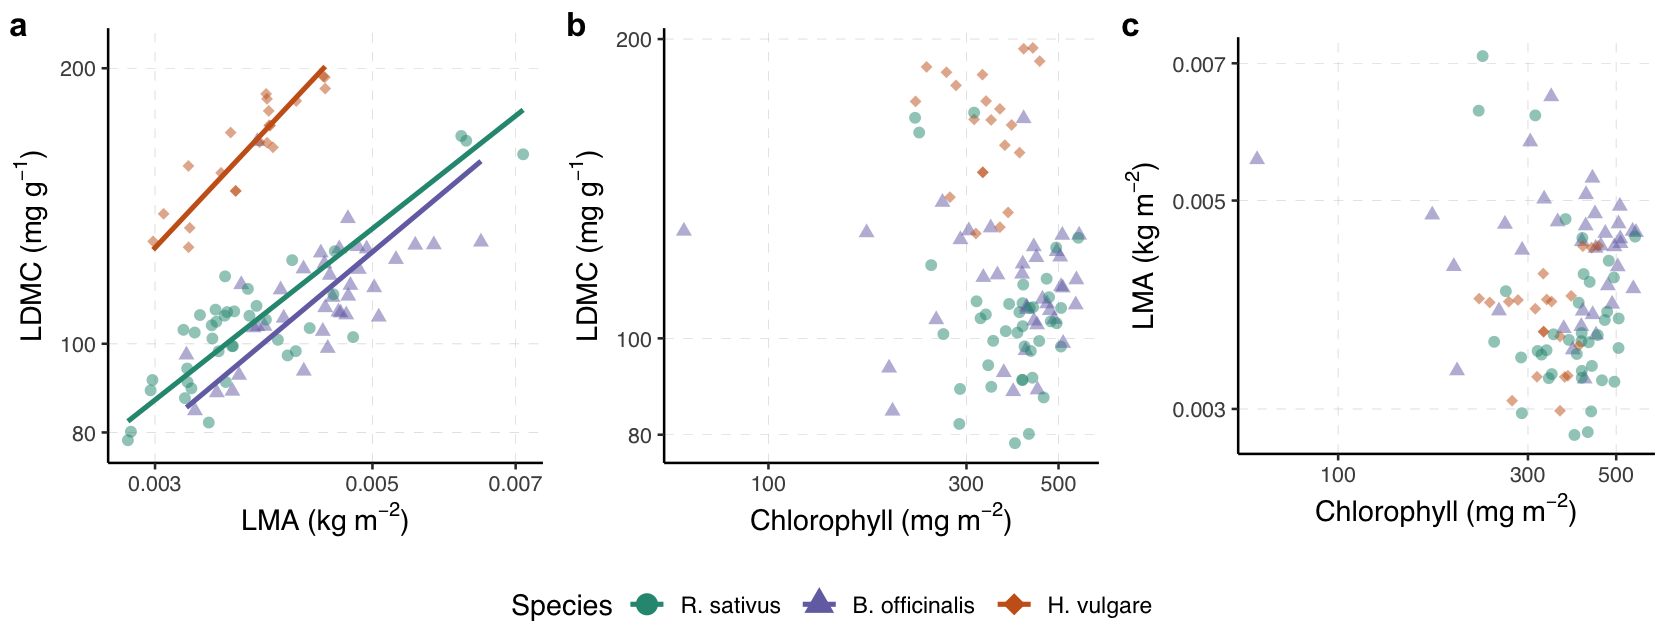 a
LDMC (mg g⁻¹)
200
100
80
0.003
0.005
0.007
LMA (kg m⁻²)
b
LDMC (mg g⁻¹)
200
100
80
100
300
500
Chlorophyll (mg m⁻²)
c
LMA (kg m⁻²)
0.007
0.005
0.003
100
300
500
Chlorophyll (mg m⁻²)
Species R. sativus B. officinalis H. vulgare